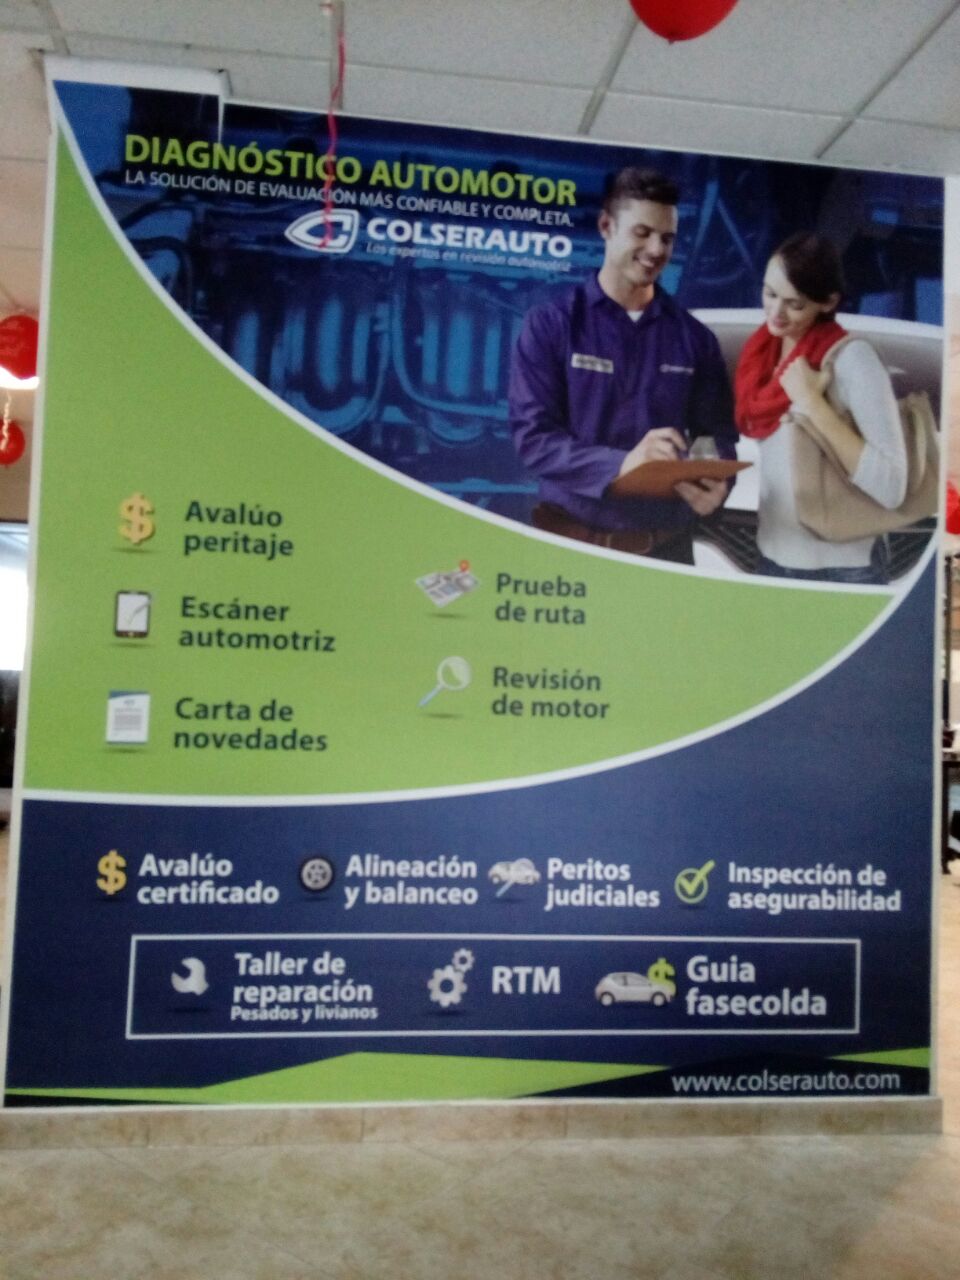 DIAGNÓSTICO AUTOMOTOR
LA SOLUCIÓN DE EVALUACIÓN MÁS CONFIABLE Y COMPLETA.
COLSERAUTO
Los expertos en revisión automotriz
Avalúo
peritaje
Escáner
automotriz
Carta de
novedades
Prueba
de ruta
Revisión
de motor
Avalúo
certificado
Alineación
y balanceo
Peritos
judiciales
Inspección de
asegurabilidad
Taller de
reparación
Pesados y livianos
RTM
Guia
fasecolda
www.colserauto.com